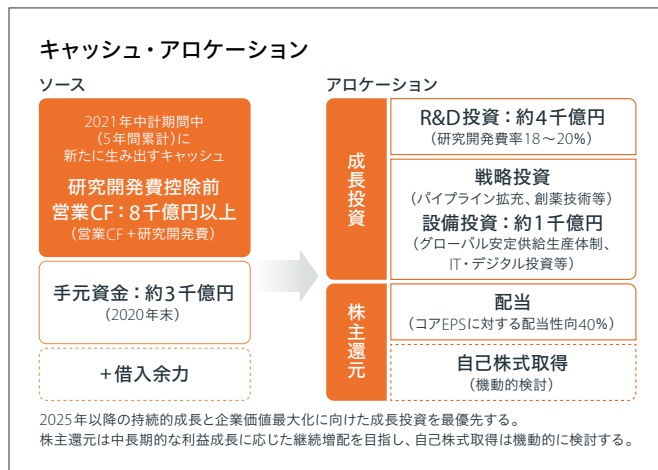 キャッシュ・アロケーション
ソース
2021年中計期間中
（5年間累計）に
新たに生み出すキャッシュ
研究開発費控除前
営業CF：8千億円以上
（営業CF＋研究開発費）
手元資金：約3千億円
（2020年末）
＋借入余力
アロケーション
成長投資
R&D投資：約4千億円
（研究開発費率18〜20%）
戦略投資
（パイプライン拡充、創薬技術等）
設備投資：約1千億円
（グローバル安定供給生産体制、
IT・デジタル投資等）
株主還元
配当
（コアEPSに対する配当性向40%）
自己株式取得
（機動的検討）
2025年以降の持続的成長と企業価値最大化に向けた成長投資を最優先する。
株主還元は中長期的な利益成長に応じた継続増配を目指し、自己株式取得は機動的に検討する。